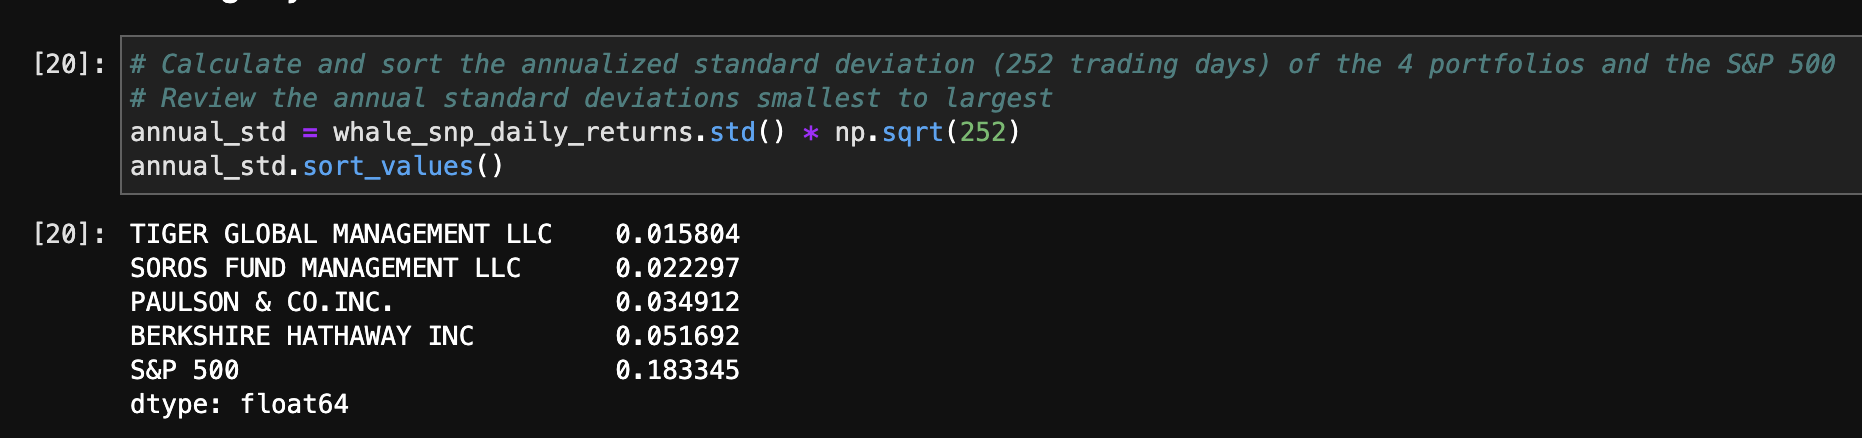 [20]: # Calculate and sort the annualized standard deviation (252 trading days) of the 4 portfolios and the S&P 500
# Review the annual standard deviations smallest to largest
annual_std = whale_snp_daily_returns.std() * np.sqrt(252)
annual_std.sort_values()
[20]: TIGER GLOBAL MANAGEMENT LLC    0.015804
SOROS FUND MANAGEMENT LLC      0.022297
PAULSON & CO.INC.              0.034912
BERKSHIRE HATHAWAY INC         0.051692
S&P 500                        0.183345
dtype: float64